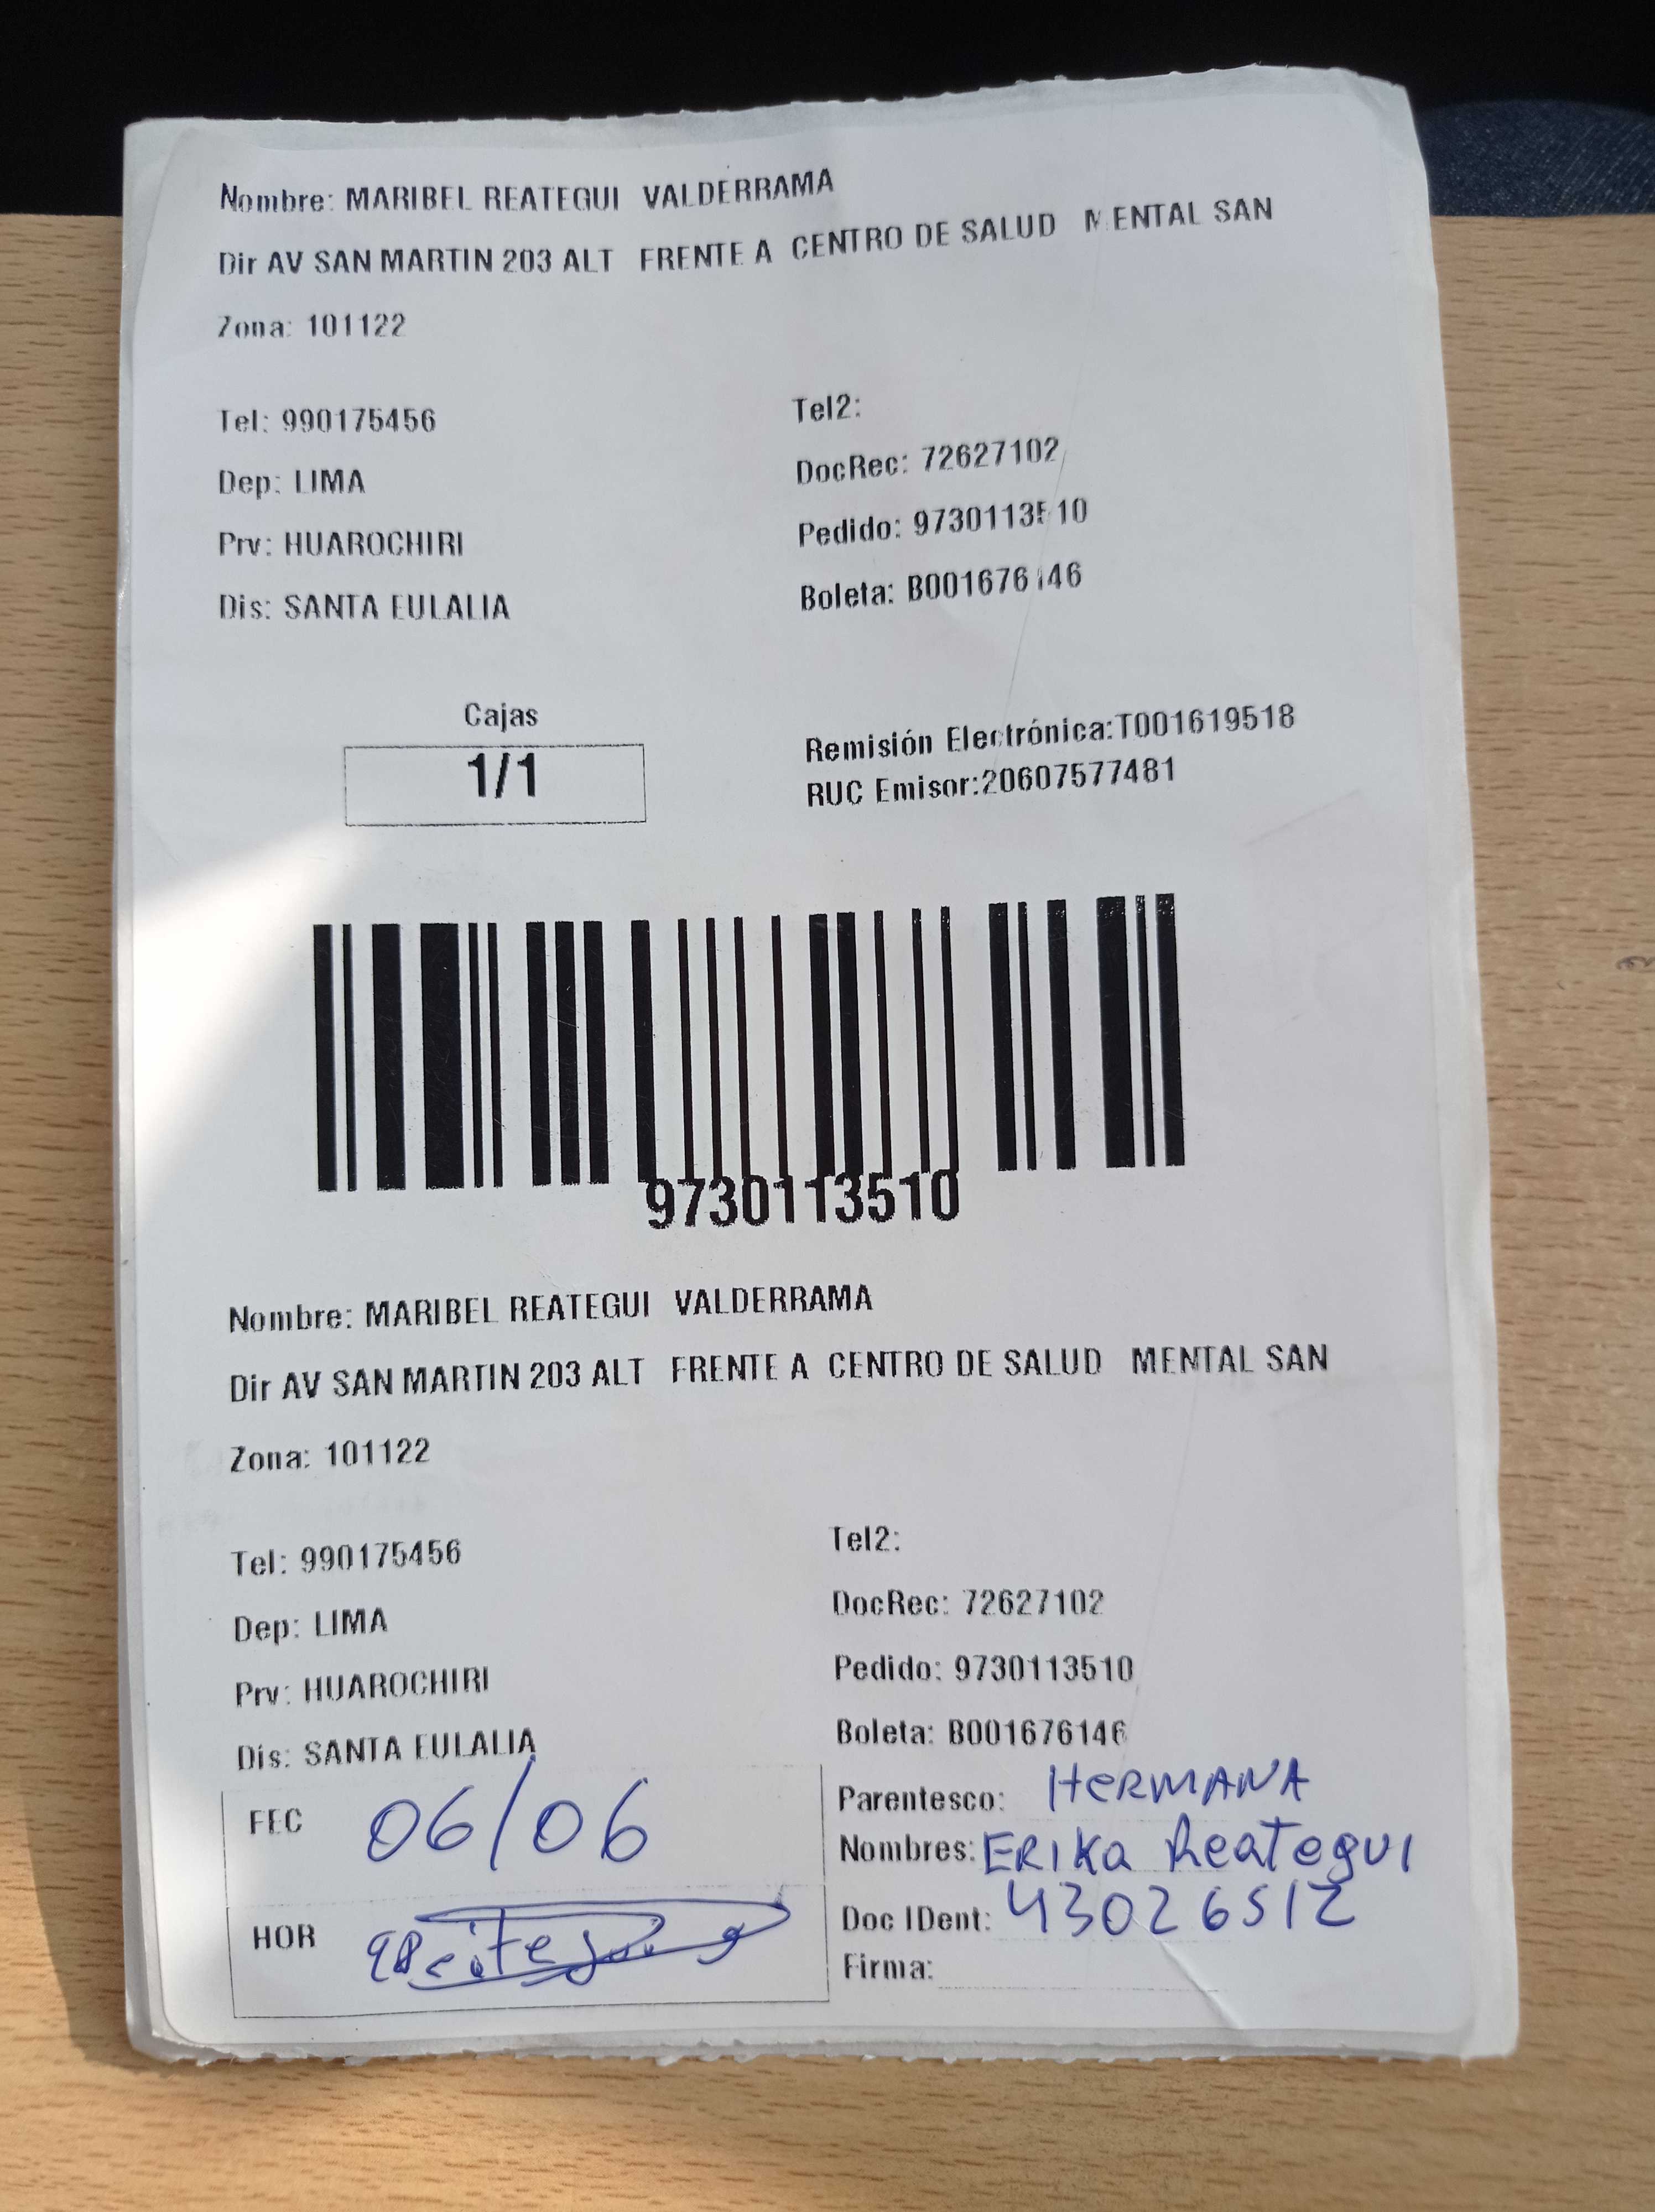 Nombre: MARIBEL REATEGUI VALDERRAMA
Dir AV SAN MARTIN 203 ALT FRENTE A CENTRO DE SALUD MENTAL SAN
Zona: 101122
Tel: 990175456
Tel2:
Dep: LIMA
DocRec: 72627102
Prv: HUAROCHIRI
Pedido: 9730113510
Dis: SANTA EULALIA
Boleta: B001676146
Cajas
1/1
Remisión Electrónica:T001619518
RUC Emisor:20607577481
9730113510
Nombre: MARIBEL REATEGUI VALDERRAMA
Dir AV SAN MARTIN 203 ALT FRENTE A CENTRO DE SALUD MENTAL SAN
Zona: 101122
Tel: 990175456
Tel2:
Dep: LIMA
DocRec: 72627102
Prv: HUAROCHIRI
Pedido: 9730113510
Dis: SANTA EULALIA
Boleta: B001676146
FEC 06/06
Parentesco: HERMANA
Nombres: ERIKA Reategui
HOR
Doc IDent: 43026512
Firma: